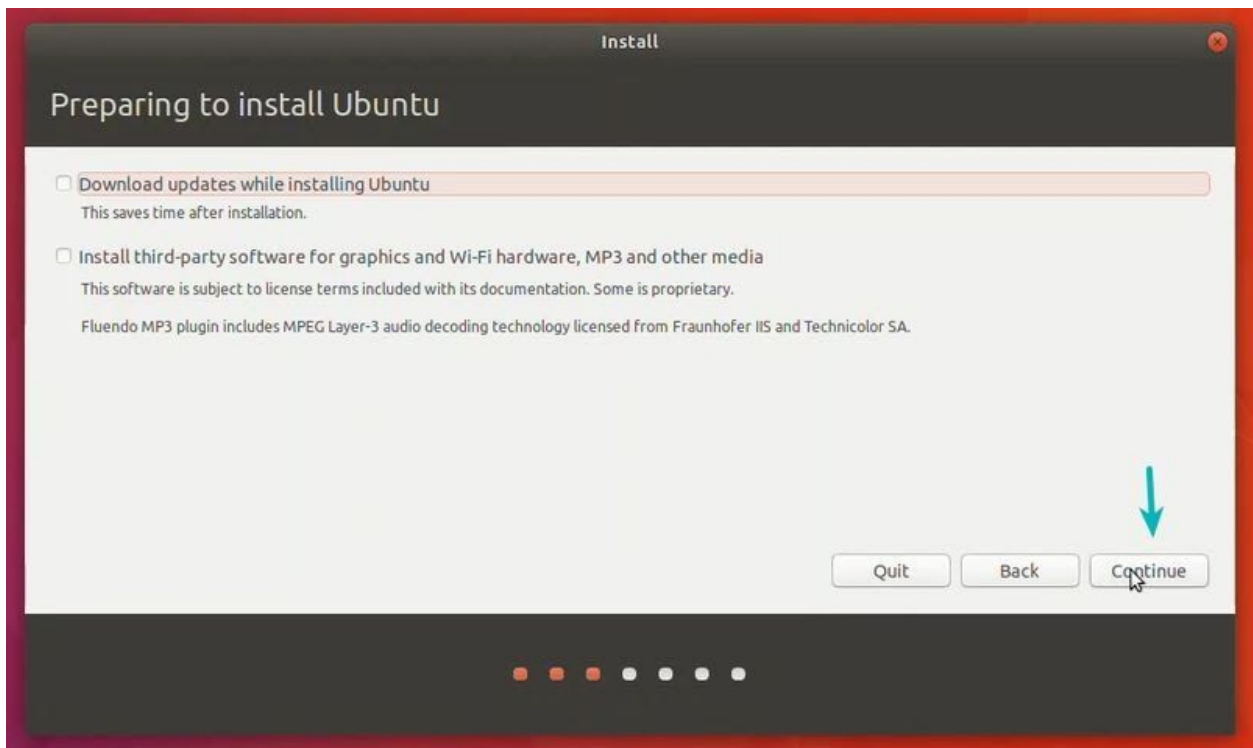 Install
Preparing to install Ubuntu
Download updates while installing Ubuntu
This saves time after installation.
Install third-party software for graphics and Wi-Fi hardware, MP3 and other media
This software is subject to license terms included with its documentation. Some is proprietary.
Fluendo MP3 plugin includes MPEG Layer-3 audio decoding technology licensed from Fraunhofer IIS and Technicolor SA.
Quit Back Continue